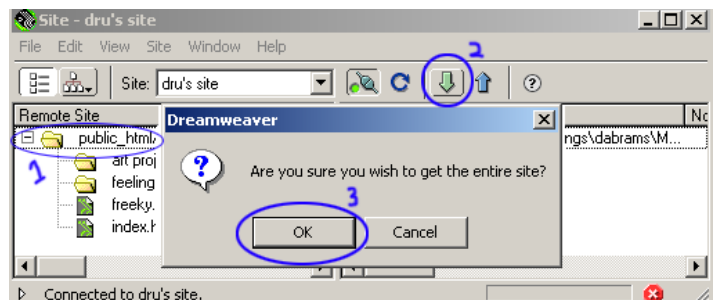 Site - dru's site
File Edit View Site Window Help
2
Site: dru's site
Remote Site
Dreamweaver
public_html/
ngs\dabrams\M...
1
art proj
Are you sure you wish to get the entire site?
feeling
3
freeky.
OK Cancel
index.h
Connected to dru's site.